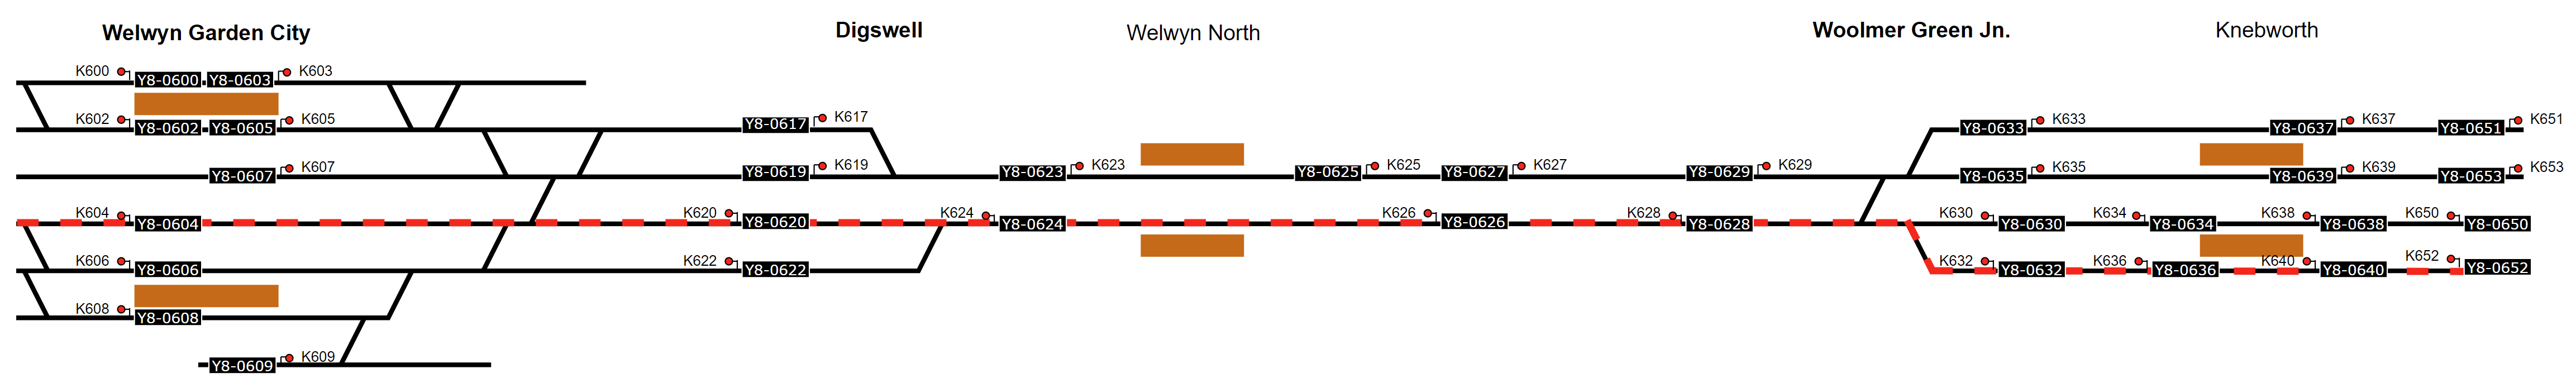 Welwyn Garden City
Digswell
Welwyn North
Woolmer Green Jn.
Knebworth
K600 Y8-0600 Y8-0603 K603
K602 Y8-0602 Y8-0605 K605 Y8-0617 K617 Y8-0633 K633 Y8-0637 K637 Y8-0651 K651
Y8-0607 K607 Y8-0619 K619 Y8-0623 K623 Y8-0625 K625 Y8-0627 K627 Y8-0629 K629 Y8-0635 K635 Y8-0639 K639 Y8-0653 K653
K604 Y8-0604 K620 Y8-0620 K624 Y8-0624 K626 Y8-0626 K628 Y8-0628 K630 Y8-0630 K634 Y8-0634 K638 Y8-0638 K650 Y8-0650
K606 Y8-0606 K622 Y8-0622 K632 Y8-0632 K636 Y8-0636 K640 Y8-0640 K652 Y8-0652
K608 Y8-0608
Y8-0609 K609